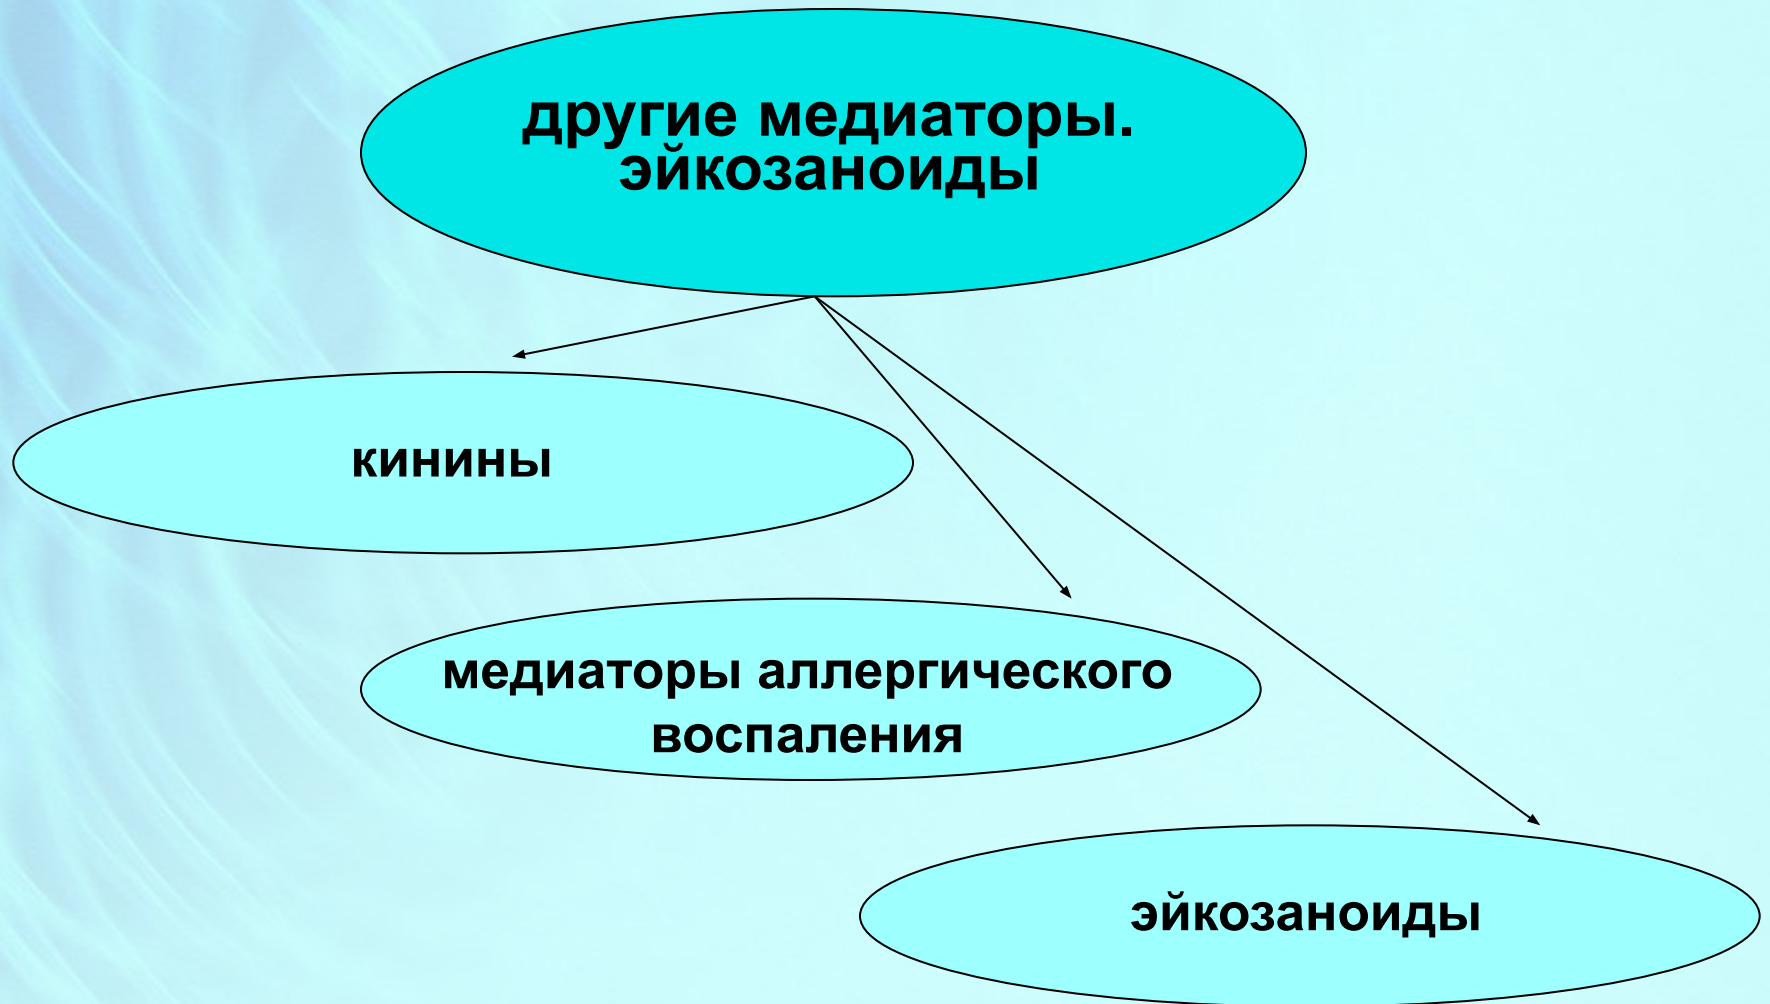 другие медиаторы.
эйкозаноиды
кинины
медиаторы аллергического
воспаления
эйкозаноиды